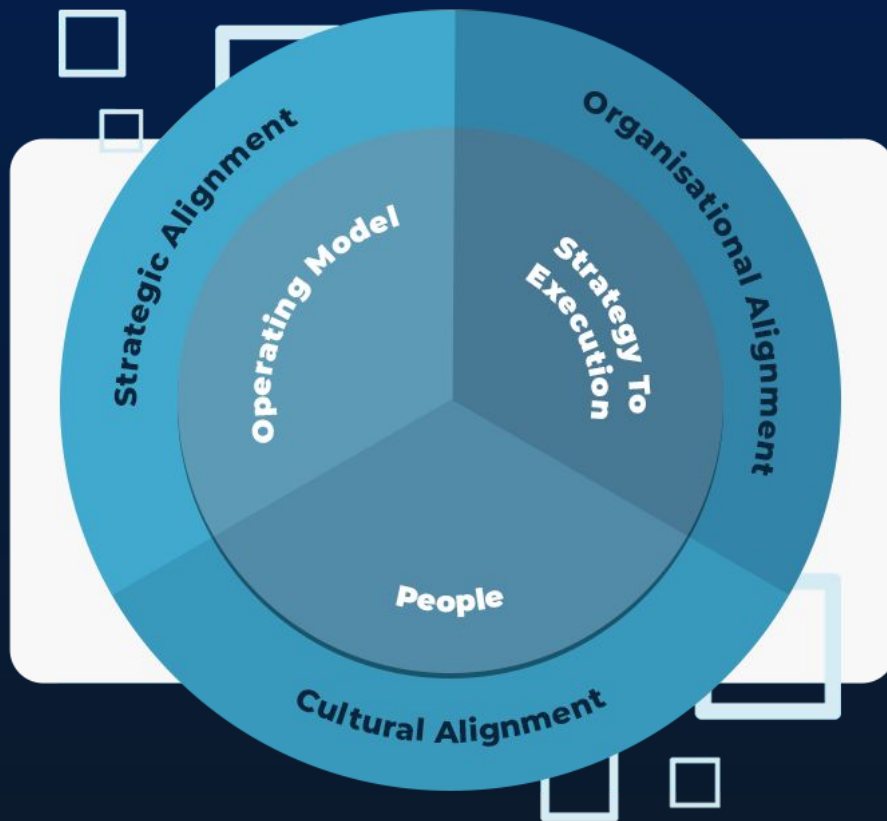 Strategic Alignment
Organisational Alignment
Operating Model
Strategy To
Execution
People
Cultural Alignment